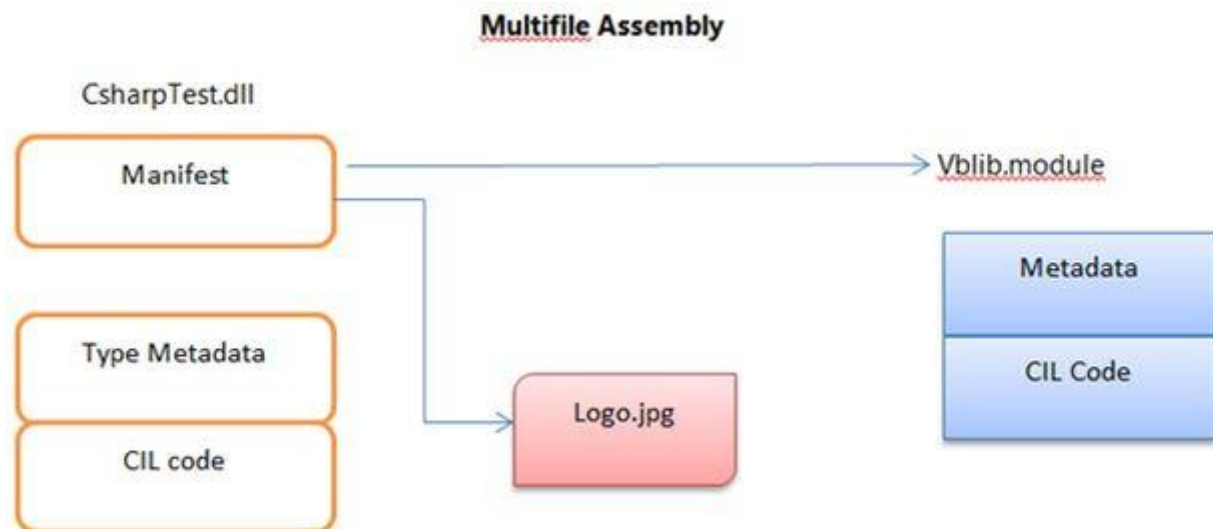 Multifile Assembly
CsharpTest.dll
Manifest
Vblib.module
Metadata
Type Metadata
CIL Code
Logo.jpg
CIL code